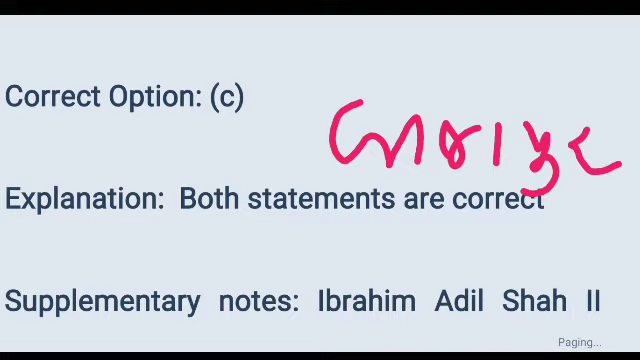 Correct Option: (c)
Explanation: Both statements are correct
Supplementary notes: Ibrahim Adil Shah II
Paging...